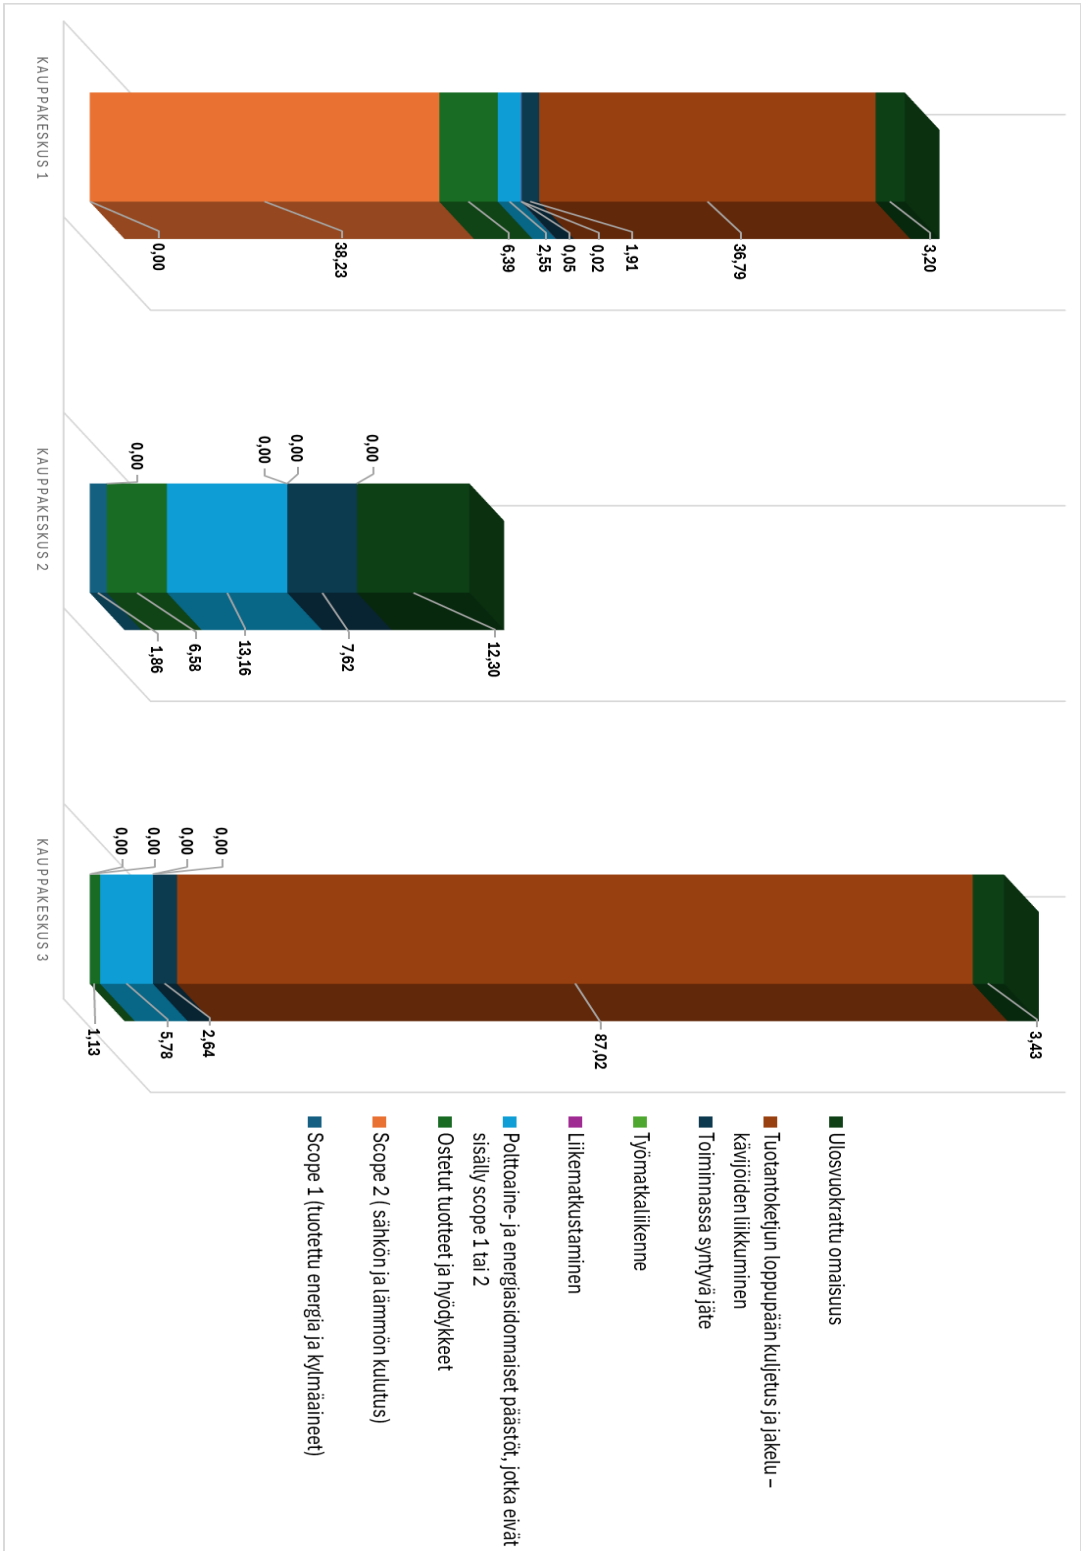 3,20
36,79
1,91
0,02
0,05
2,55
6,39
38,23
0,00
KAUPPAKESKUS 1
0,00
0,00
0,00
0,00
12,30
7,62
13,16
6,58
1,86
KAUPPAKESKUS 2
0,00
0,00
0,00
0,00
3,43
87,02
2,64
5,78
1,13
KAUPPAKESKUS 3
Ulosvuokrattu omaisuus
Tuotantoketjun loppupään kuljetus ja jakelu –
kävijöiden liikkuminen
Toiminnassa syntyvä jäte
Työmatkaliikenne
Liikematkustaminen
Polttoaine- ja energiasidonnaiset päästöt, jotka eivät
sisälly scope 1 tai 2
Ostetut tuotteet ja hyödykkeet
Scope 2 ( sähkön ja lämmön kulutus)
Scope 1 (tuotettu energia ja kylmäaineet)